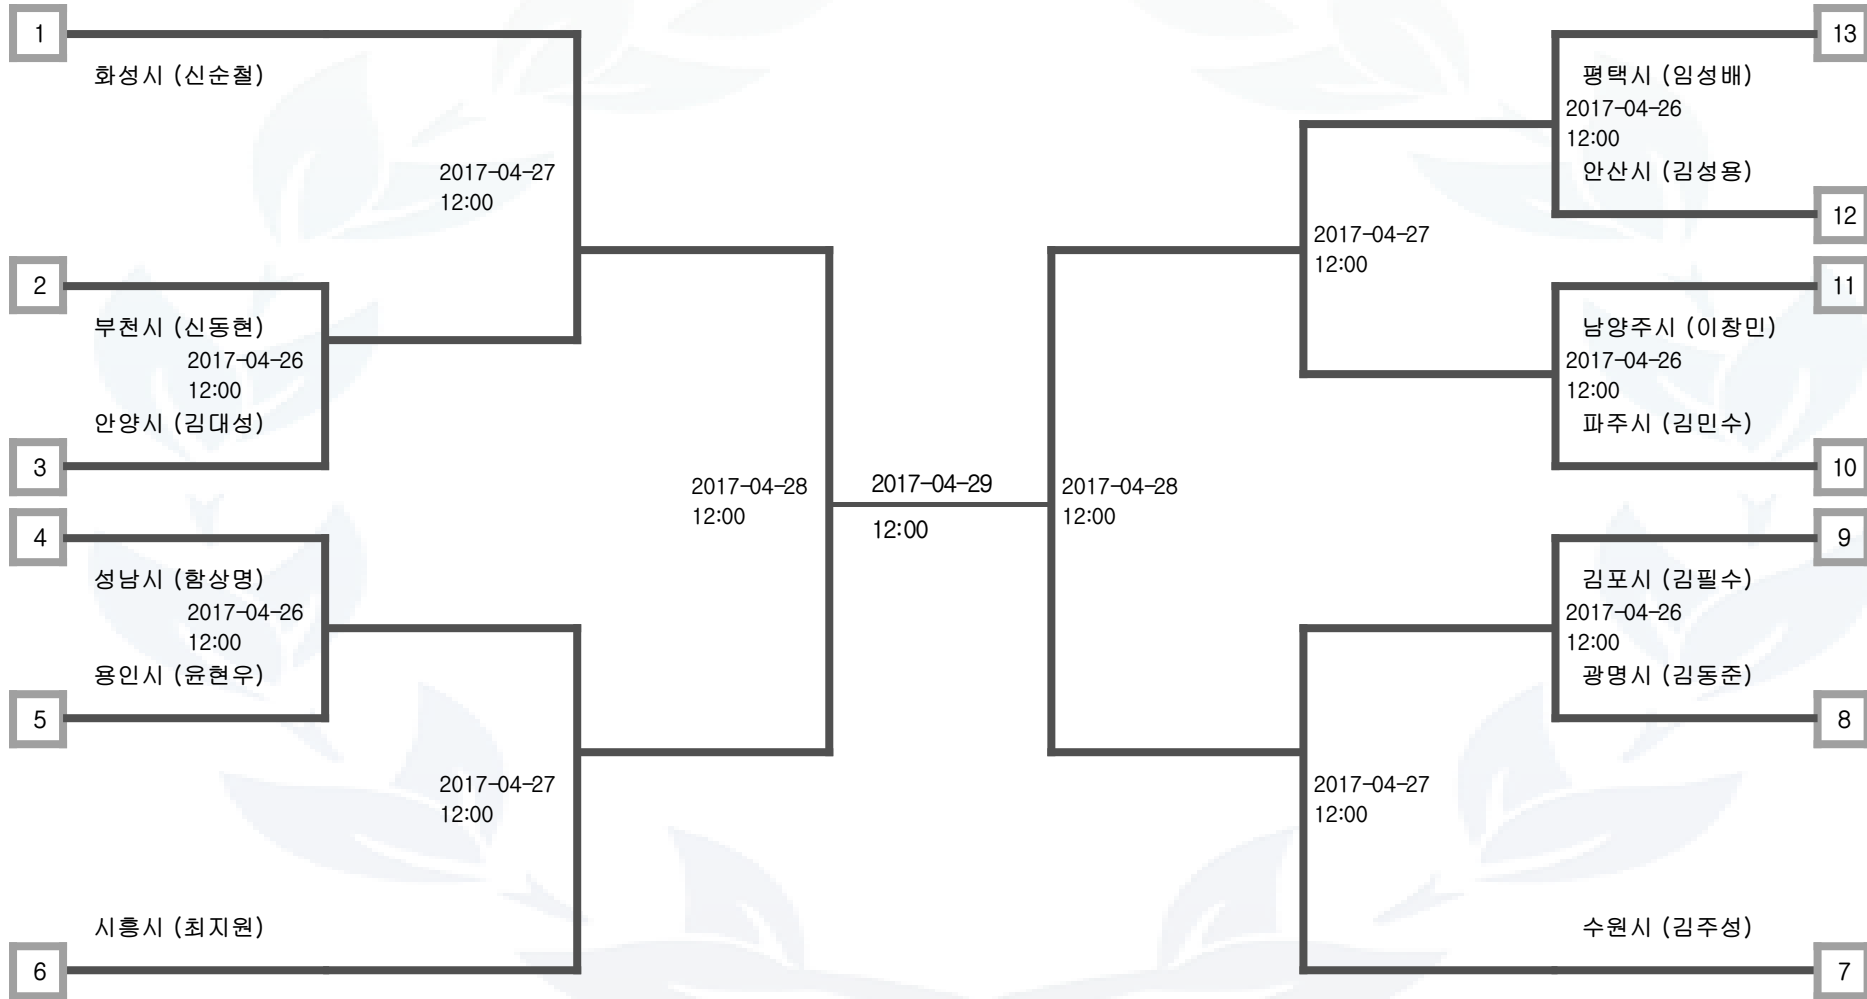 1
화성시 (신순철)
2017-04-27
12:00
2
부천시 (신동현)
2017-04-26
12:00
안양시 (김대성)
3
4
성남시 (함상명)
2017-04-26
12:00
용인시 (윤현우)
5
2017-04-27
12:00
시흥시 (최지원)
6
2017-04-28
12:00
2017-04-29
12:00
2017-04-28
12:00
13
평택시 (임성배)
2017-04-26
12:00
안산시 (김성용)
12
2017-04-27
12:00
11
남양주시 (이창민)
2017-04-26
12:00
파주시 (김민수)
10
9
김포시 (김필수)
2017-04-26
12:00
광명시 (김동준)
8
2017-04-27
12:00
수원시 (김주성)
7